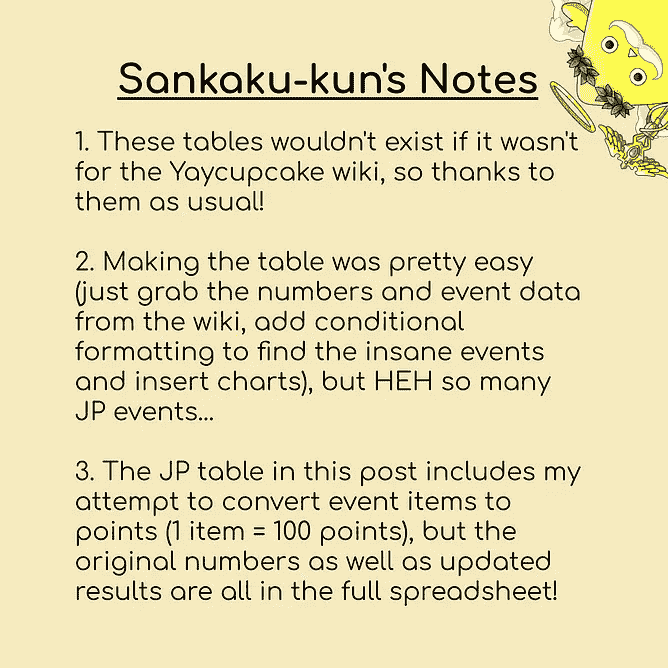 Sankaku-kun's Notes
1. These tables wouldn't exist if it wasn't
for the Yaycupcake wiki, so thanks to
them as usual!
2. Making the table was pretty easy
(just grab the numbers and event data
from the wiki, add conditional
formatting to find the insane events
and insert charts), but HEH so many
JP events...
3. The JP table in this post includes my
attempt to convert event items to
points (1 item = 100 points), but the
original numbers as well as updated
results are all in the full spreadsheet!